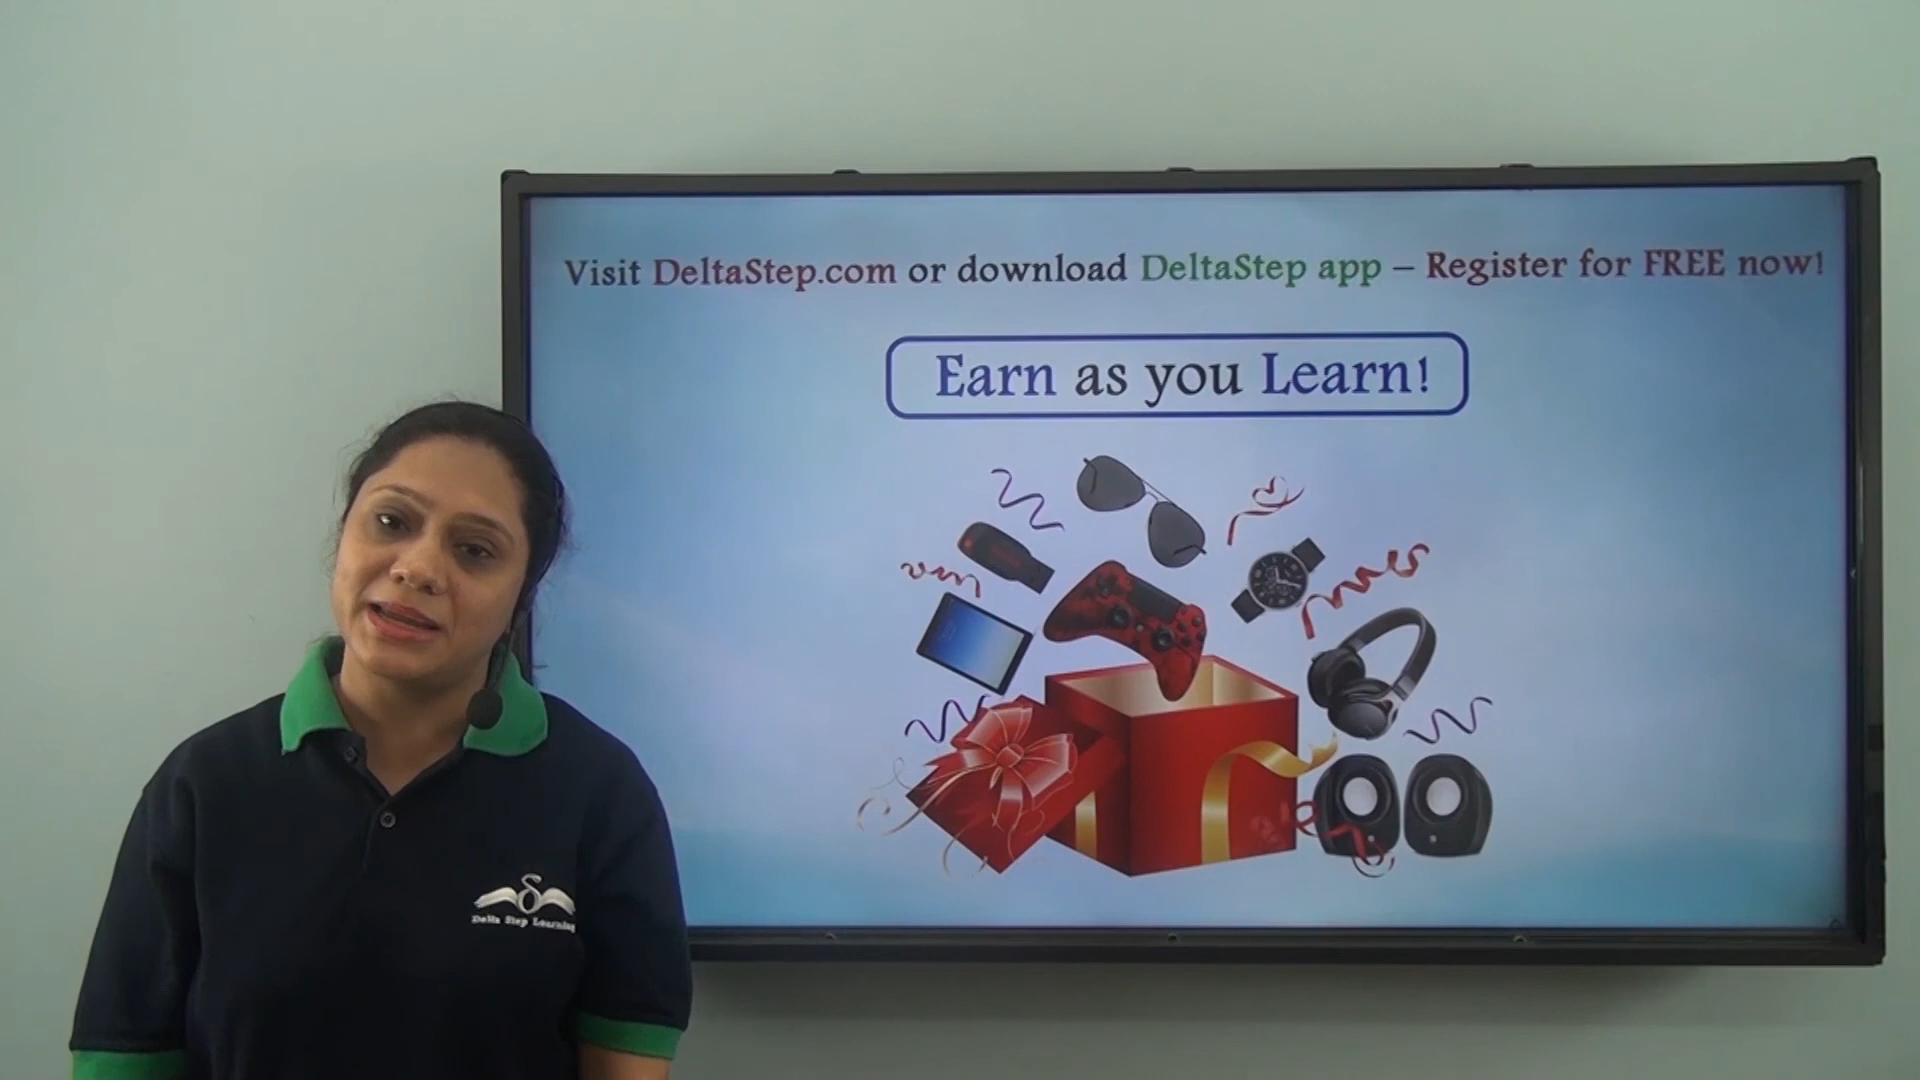 Visit DeltaStep.com or download DeltaStep app – Register for FREE now!
Earn as you Learn!
δ
Delta Step Learning